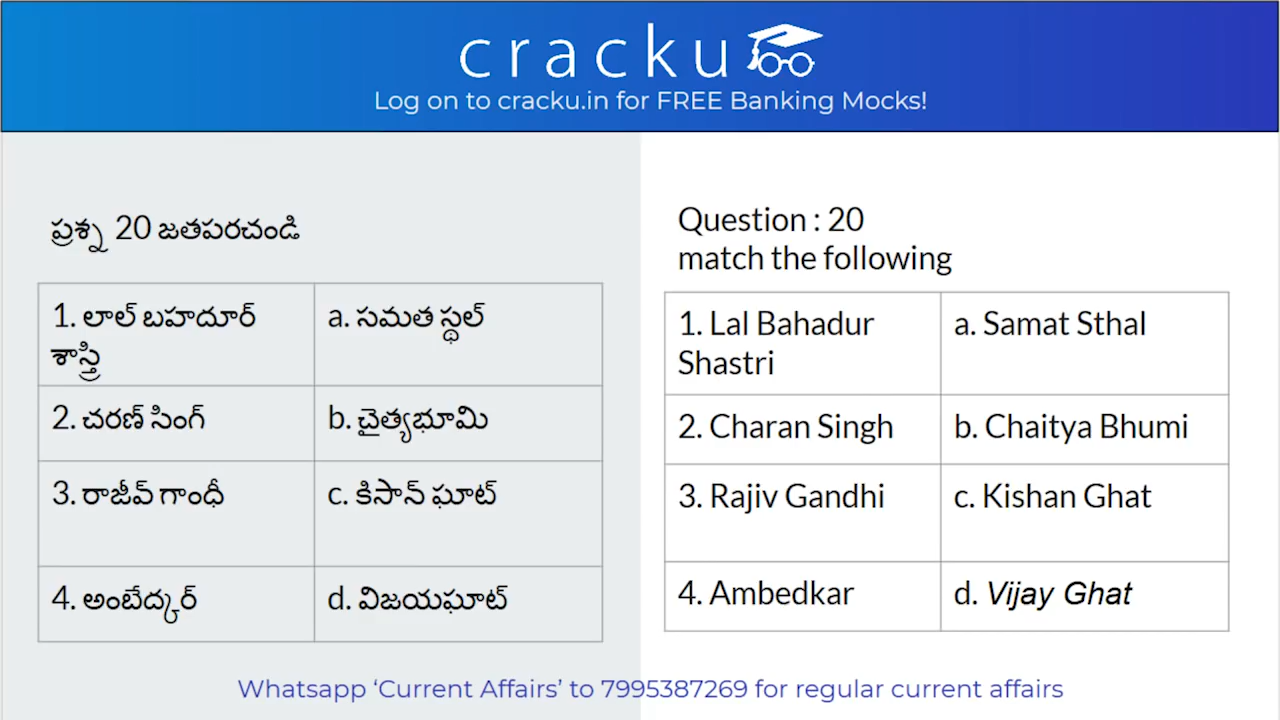 cracku
Log on to cracku.in for FREE Banking Mocks!
ప్రశ్న 20 జతపరచండి
1. లాల్ బహదూర్
శాస్త్రి
a. సమత స్థల్
2. చరణ్ సింగ్
b. చైత్యభూమి
3. రాజీవ్ గాంధీ
c. కిసాన్ ఘాట్
4. అంబేద్కర్
d. విజయఘాట్
Question : 20
match the following
1. Lal Bahadur
Shastri
a. Samat Sthal
2. Charan Singh
b. Chaitya Bhumi
3. Rajiv Gandhi
c. Kishan Ghat
4. Ambedkar
d. Vijay Ghat
Whatsapp ‘Current Affairs’ to 7995387269 for regular current affairs